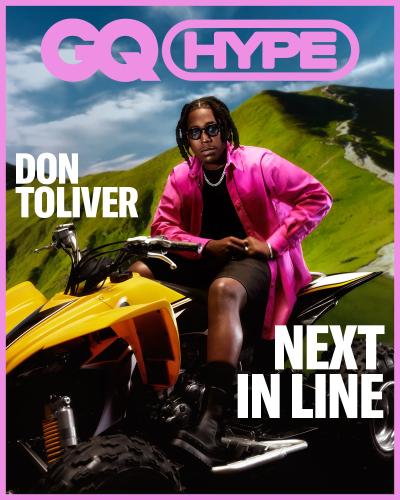 GQ HYPE
DON
TOLIVER
NEXT
IN LINE